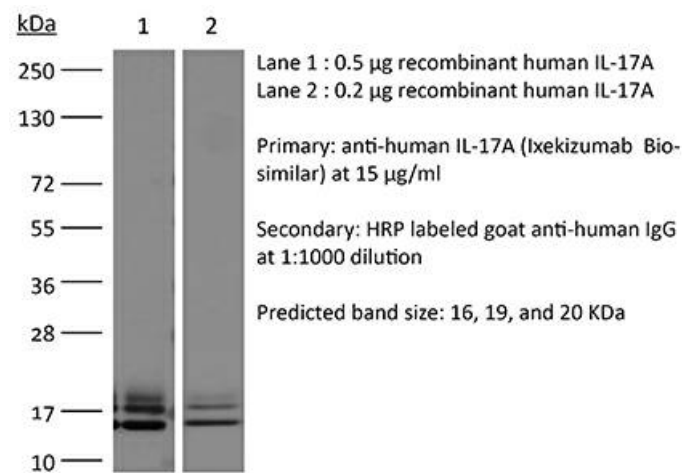 kDa
1 2
250
130
72
55
36
28
17
10
Lane 1 : 0.5 µg recombinant human IL-17A
Lane 2 : 0.2 µg recombinant human IL-17A
Primary: anti-human IL-17A (Ixekizumab Bio-
similar) at 15 µg/ml
Secondary: HRP labeled goat anti-human IgG
at 1:1000 dilution
Predicted band size: 16, 19, and 20 KDa